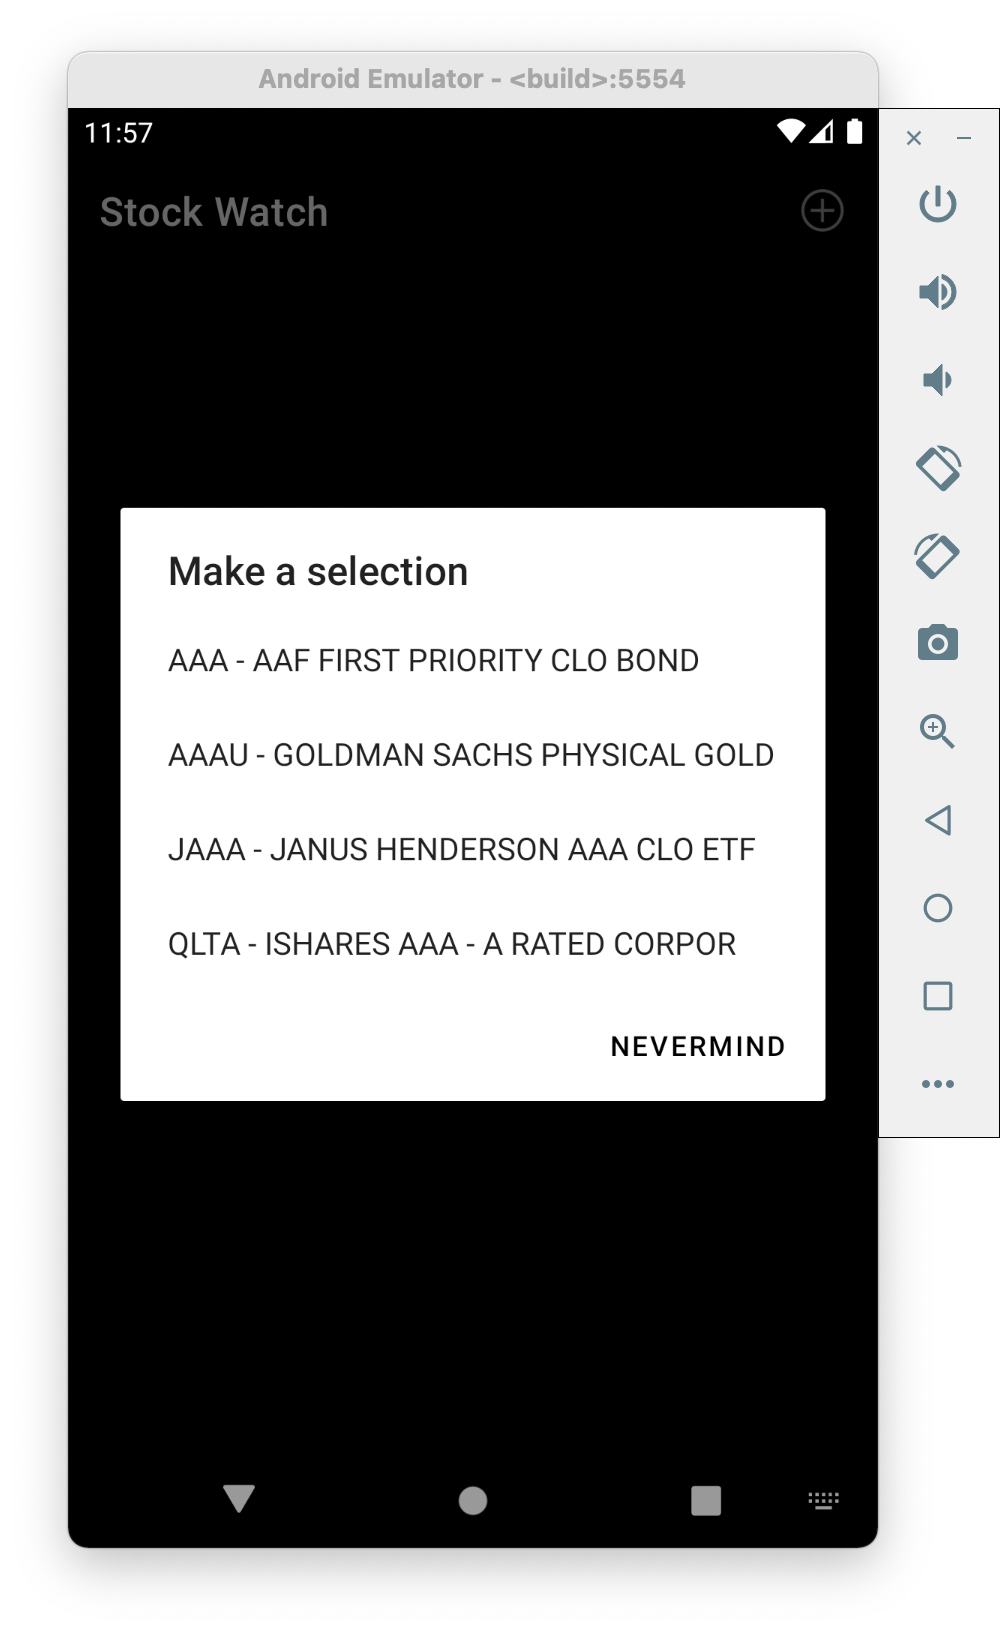 Android Emulator - <build>:5554
11:57
Stock Watch
Make a selection
AAA - AAF FIRST PRIORITY CLO BOND
AAAU - GOLDMAN SACHS PHYSICAL GOLD
JAAA - JANUS HENDERSON AAA CLO ETF
QLTA - ISHARES AAA - A RATED CORPOR
NEVERMIND